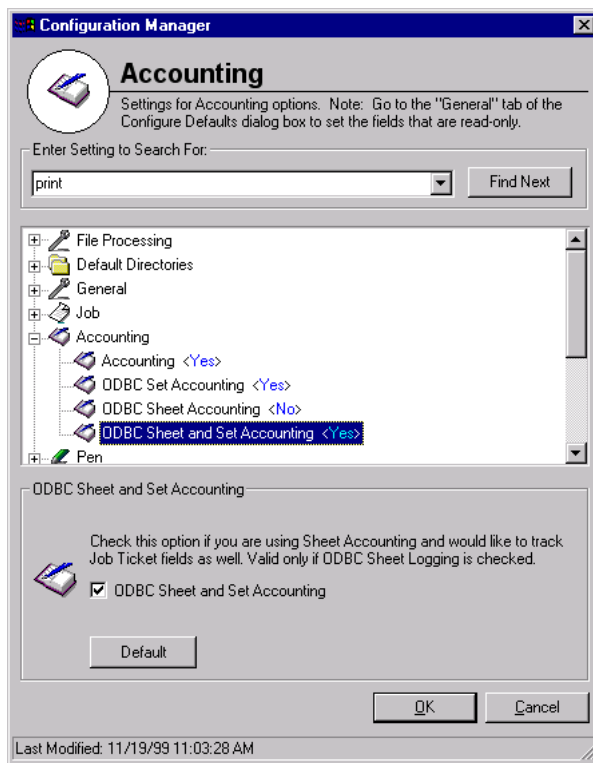 Configuration Manager
Accounting
Settings for Accounting options. Note: Go to the "General" tab of the
Configure Defaults dialog box to set the fields that are read-only.
Enter Setting to Search For:
print
Find Next
File Processing
Default Directories
General
Job
Accounting
Accounting <Yes>
ODBC Set Accounting <Yes>
ODBC Sheet Accounting <No>
ODBC Sheet and Set Accounting <Yes>
Pen
ODBC Sheet and Set Accounting
Check this option if you are using Sheet Accounting and would like to track
Job Ticket fields as well. Valid only if ODBC Sheet Logging is checked.
ODBC Sheet and Set Accounting
Default
OK
Cancel
Last Modified: 11/19/99 11:03:28 AM